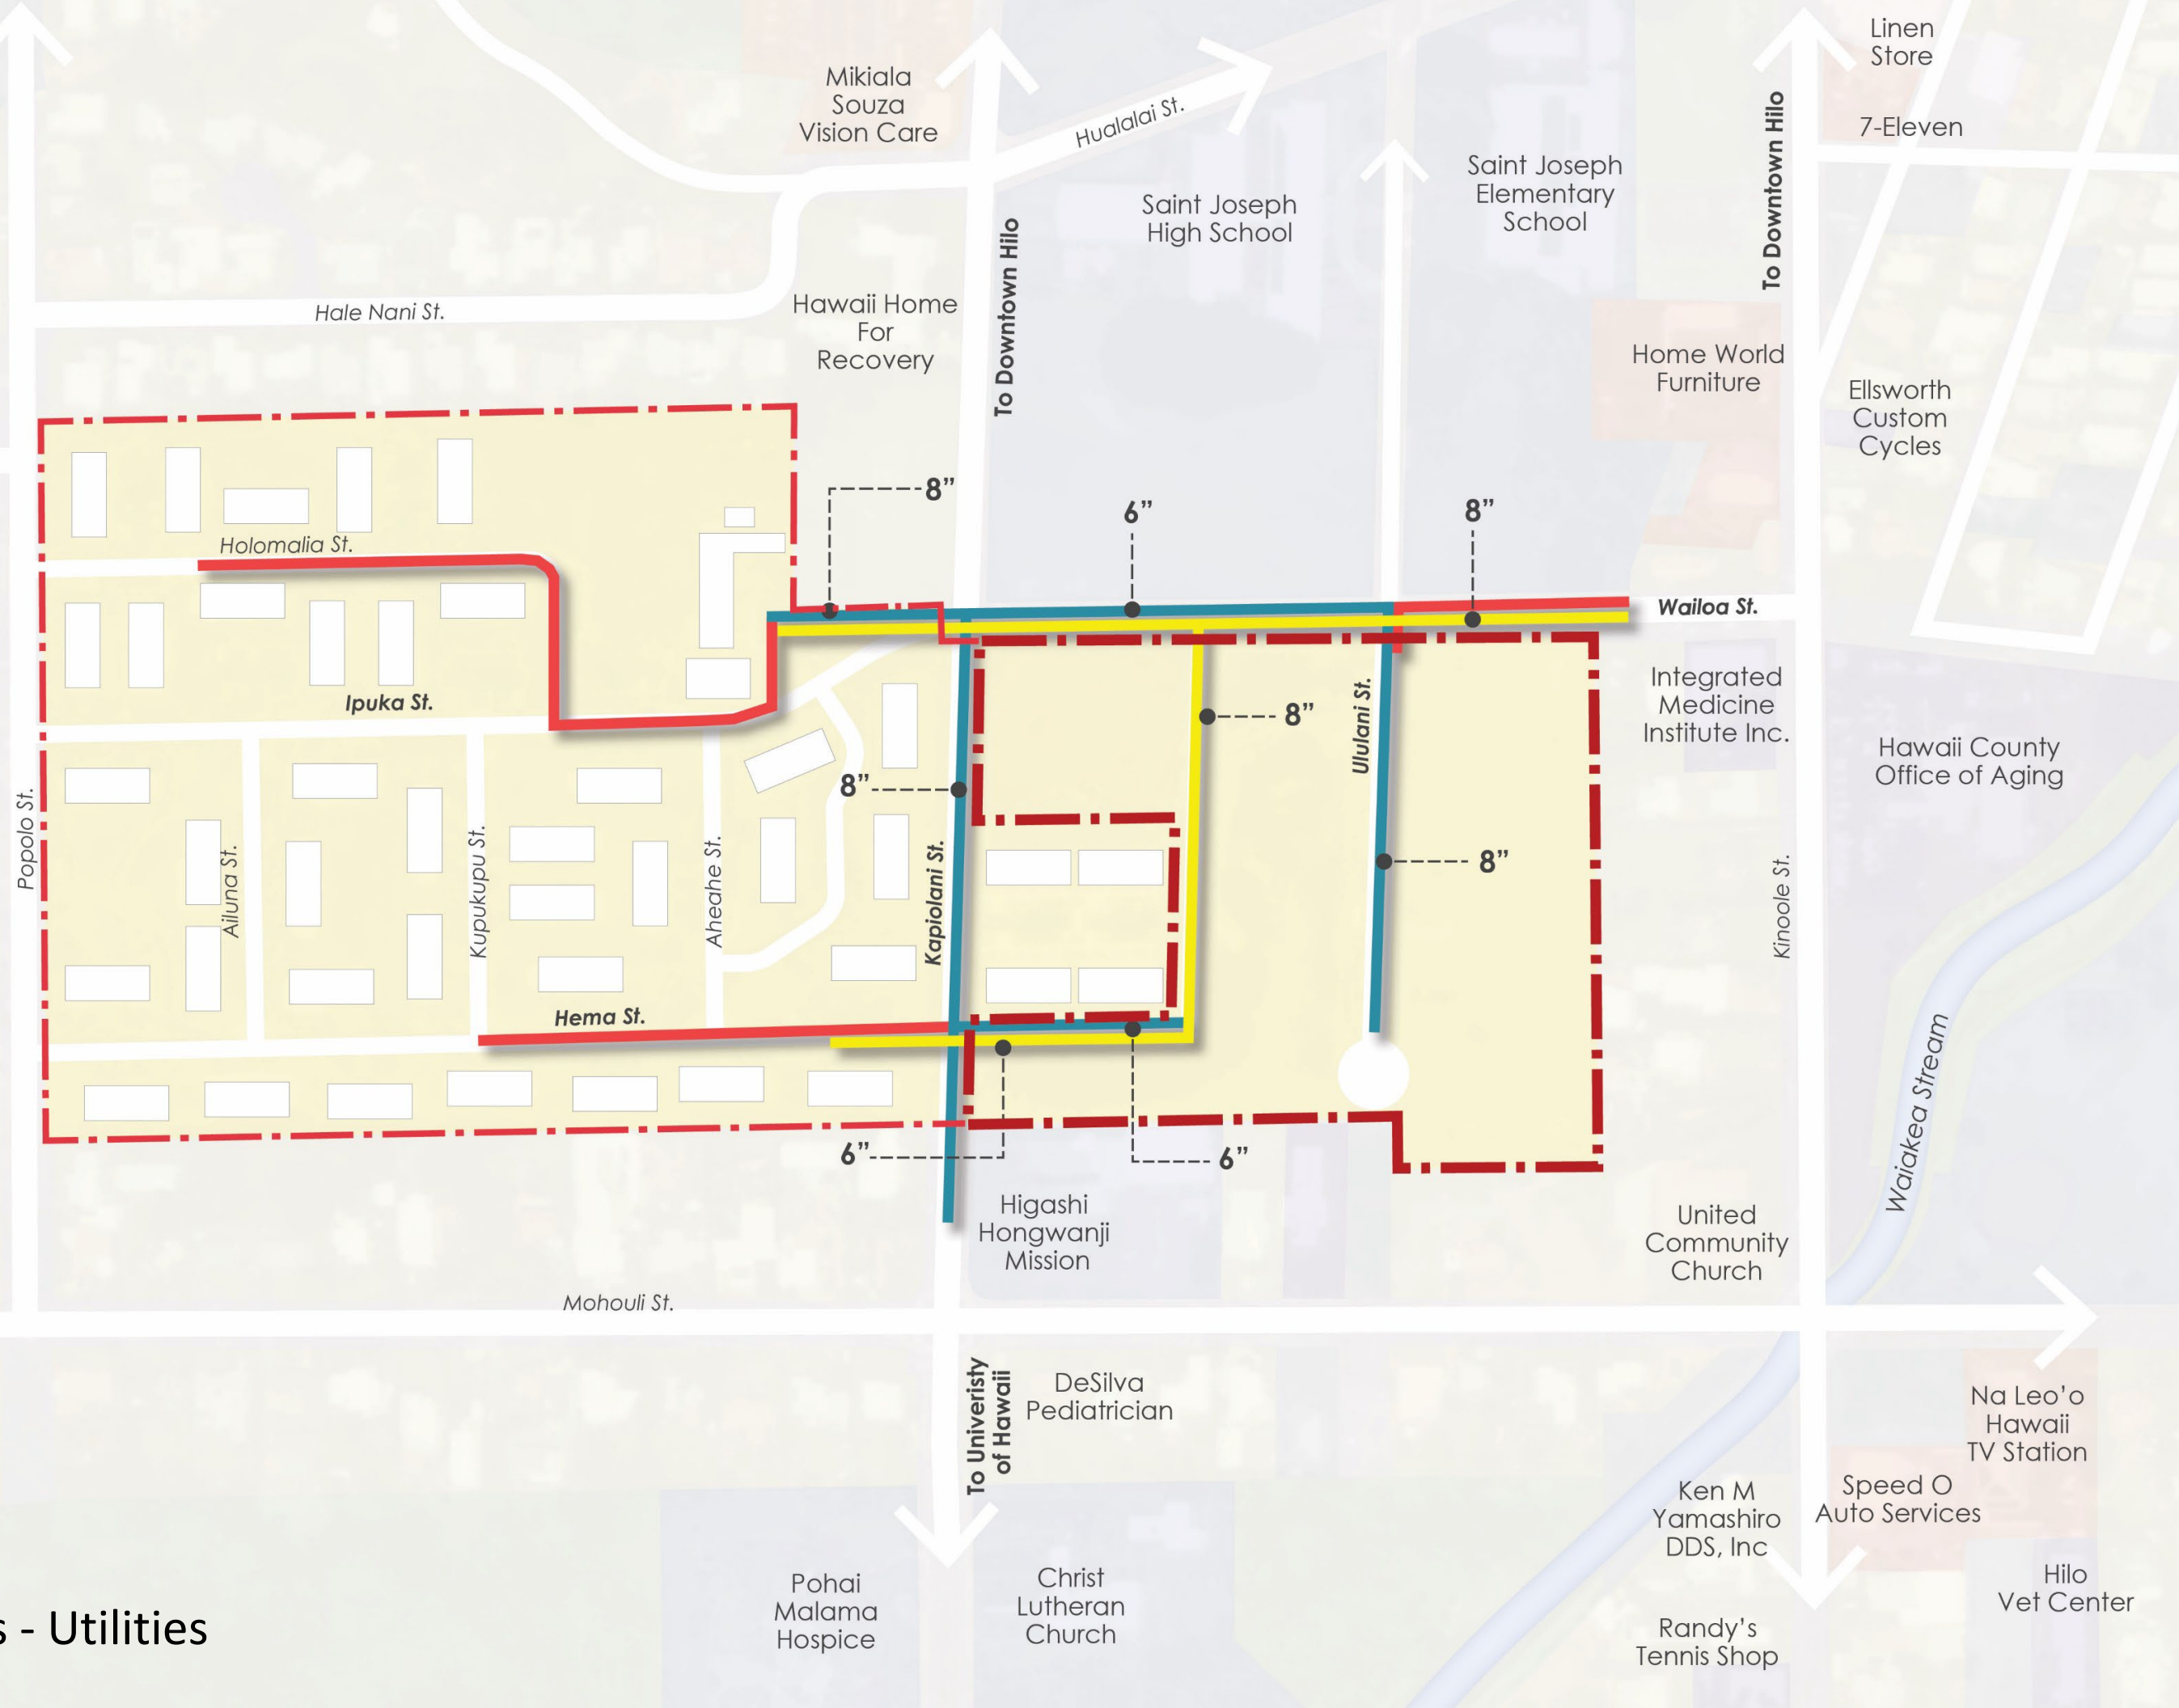 Linen
Store
Mikiala
Souza
Vision Care
Hualalai St.
To Downtown Hilo
7-Eleven
Saint Joseph
Elementary
School
Saint Joseph
High School
To Downtown Hilo
Hale Nani St.
Hawaii Home
For
Recovery
Home World
Furniture
Ellsworth
Custom
Cycles
8”
6”
8”
Holomalia St.
Wailoa St.
Ipuka St.
8”
Ululani St.
Integrated
Medicine
Institute Inc.
Hawaii County
Office of Aging
8”
Popolo St.
Ailuna St.
Kupukupu St.
Aheahe St.
Kapiolani St.
8”
Kinoole St.
Hema St.
Waiakea Stream
6”
6”
Higashi
Hongwanji
Mission
United
Community
Church
Mohouli St.
To Univeristy
of Hawaii
DeSilva
Pediatrician
Na Leo’o
Hawaii
TV Station
Ken M
Yamashiro
DDS, Inc
Speed O
Auto Services
Pohai
Malama
Hospice
Christ
Lutheran
Church
Hilo
Vet Center
s - Utilities
Randy’s
Tennis Shop